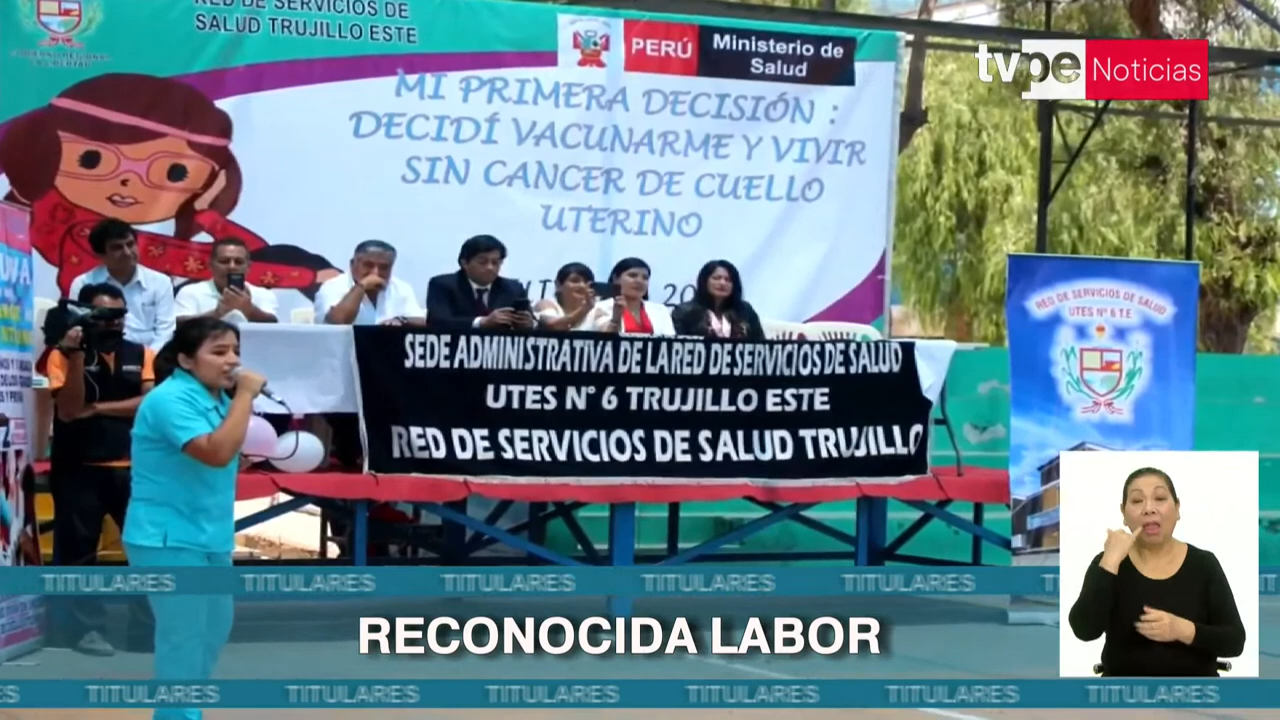 RED DE SERVICIOS DE
SALUD TRUJILLO ESTE
PERÚ
Ministerio de
Salud
tvpe Noticias
MI PRIMERA DECISIÓN :
DECIDÍ VACUNARME Y VIVIR
SIN CANCER DE CUELLO
UTERINO
RED DE SERVICIOS DE SALUD
UTES Nº 6 T.E.
SEDE ADMINISTRATIVA DE LA RED DE SERVICIOS DE SALUD
UTES N° 6 TRUJILLO ESTE
RED DE SERVICIOS DE SALUD TRUJILLO
TITULARES TITULARES TITULARES TITULARES TITULARES
RECONOCIDA LABOR
TITULARES TITULARES TITULARES TITULARES TITULARES TITULARES